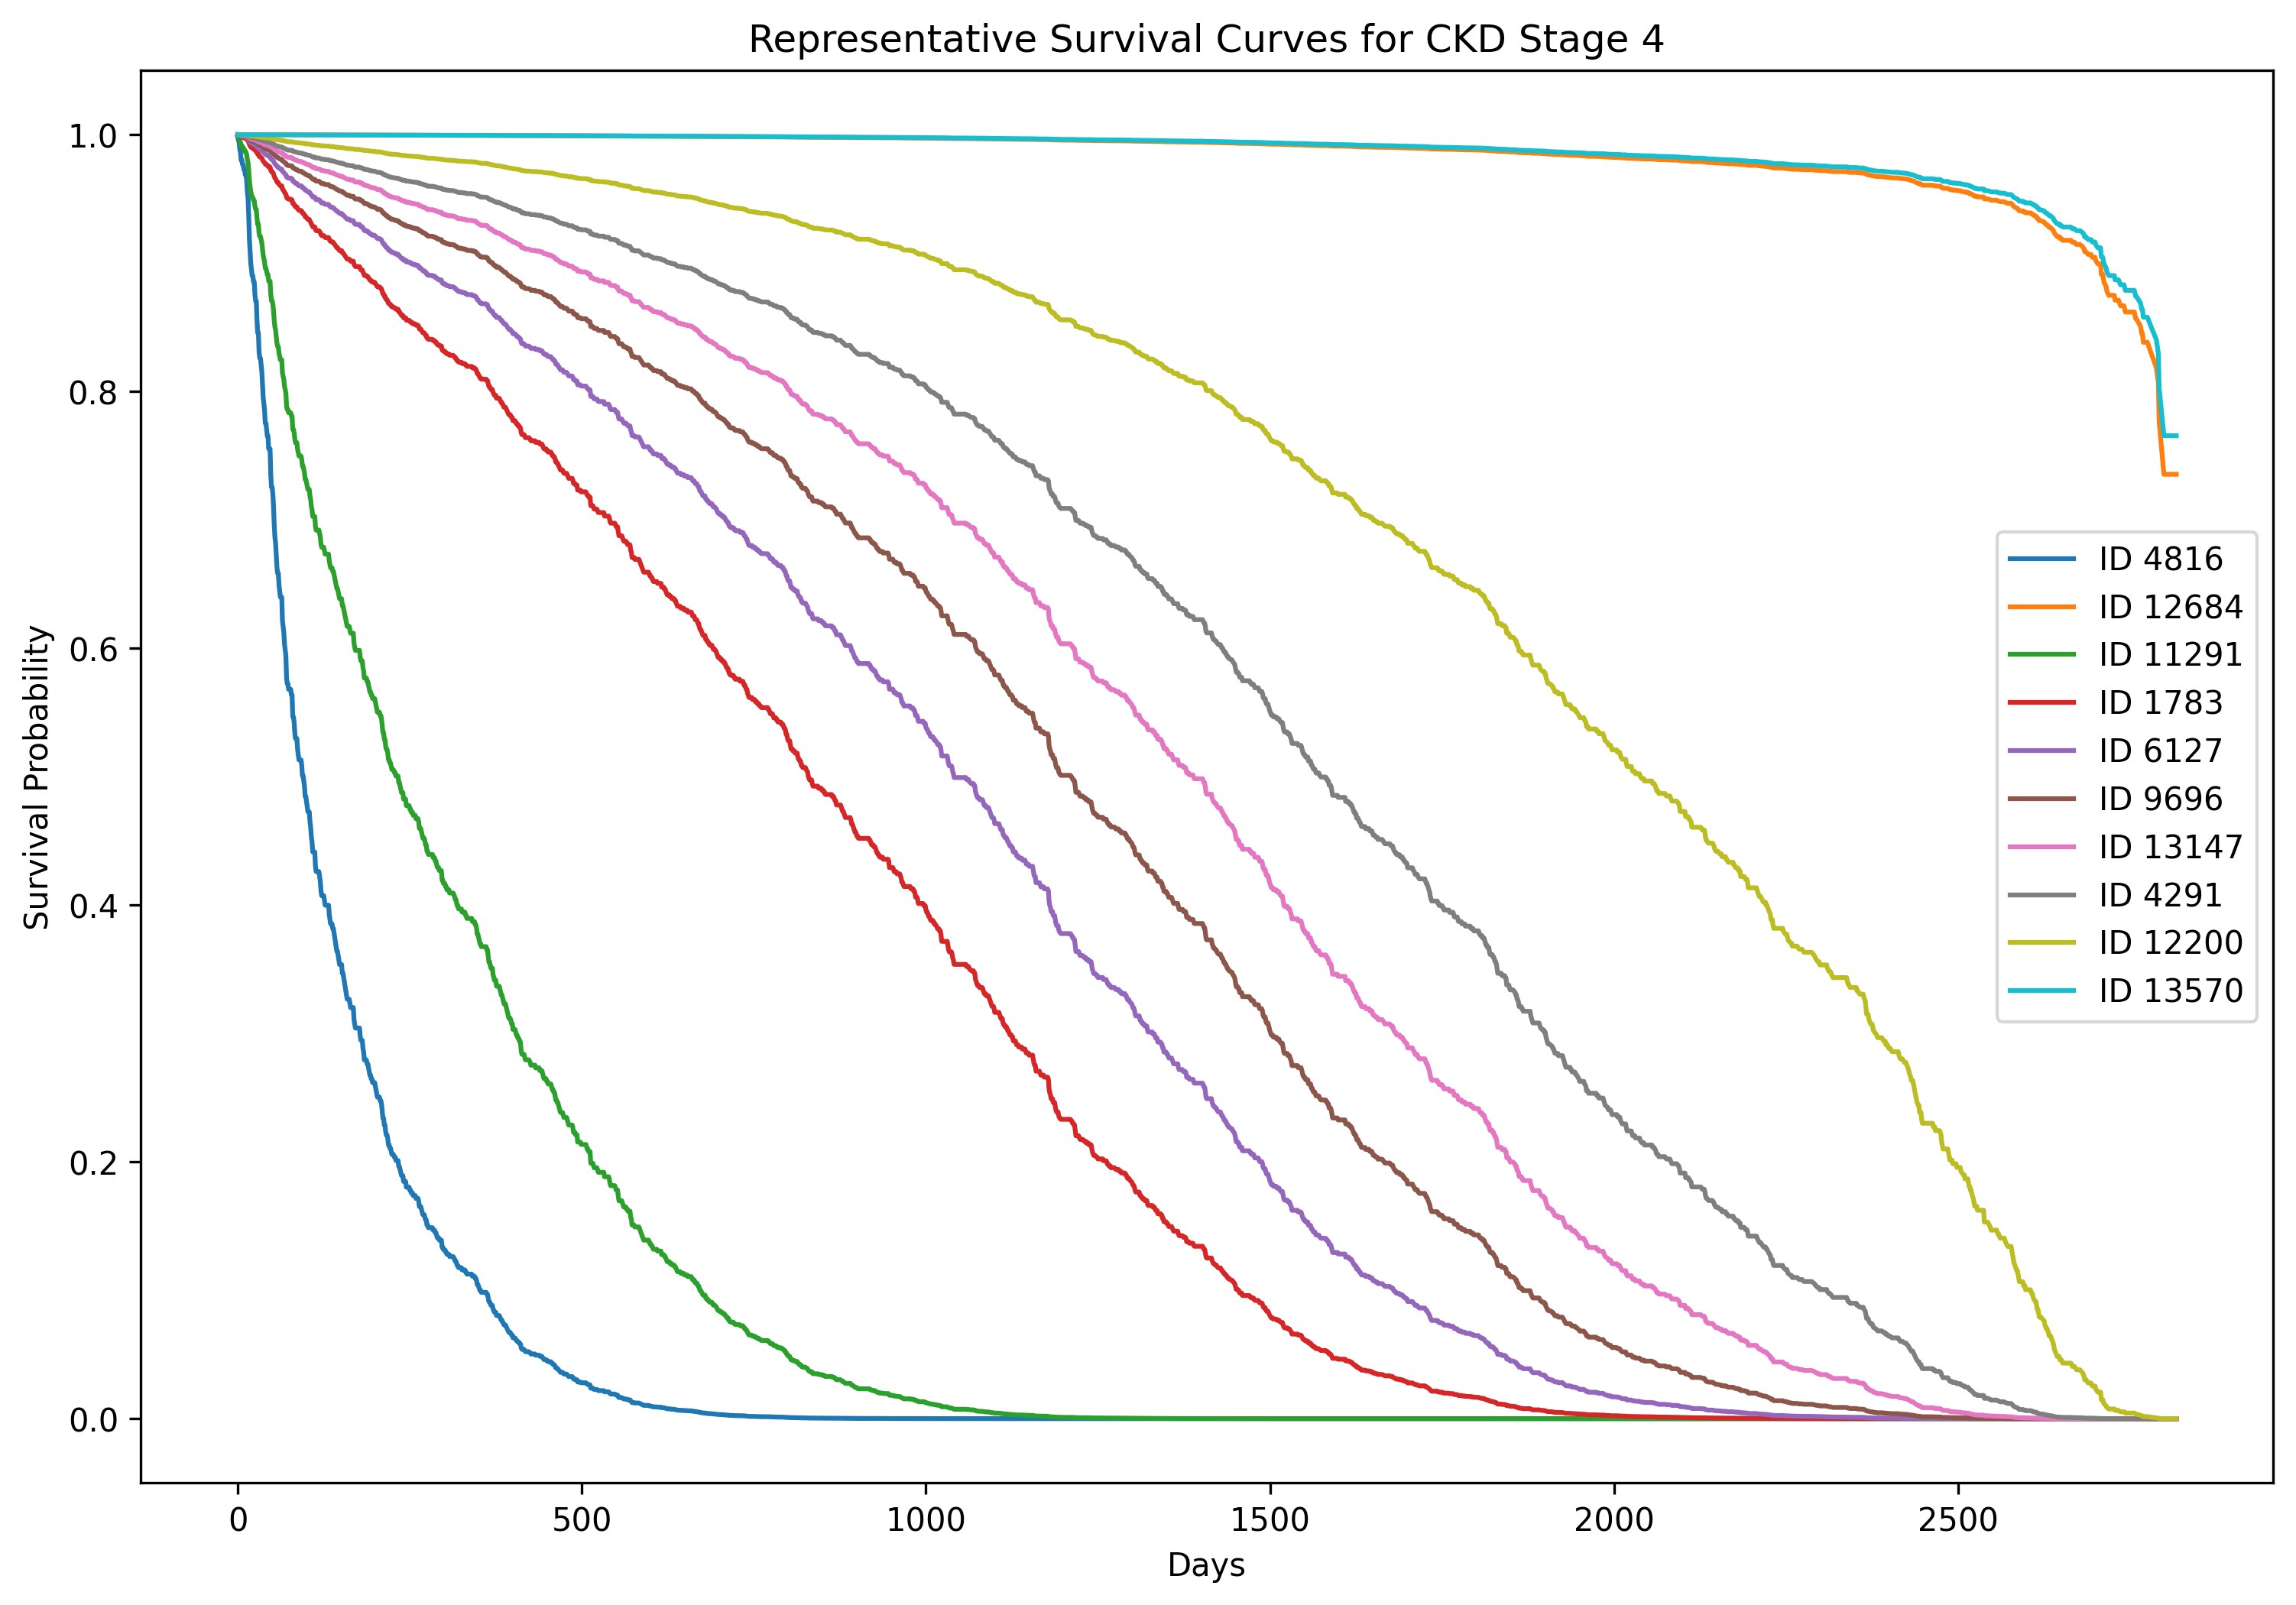 Representative Survival Curves for CKD Stage 4
Survival Probability
1.0
0.8
0.6
0.4
0.2
0.0
ID 4816
ID 12684
ID 11291
ID 1783
ID 6127
ID 9696
ID 13147
ID 4291
ID 12200
ID 13570
0 500 1000 1500 2000 2500
Days